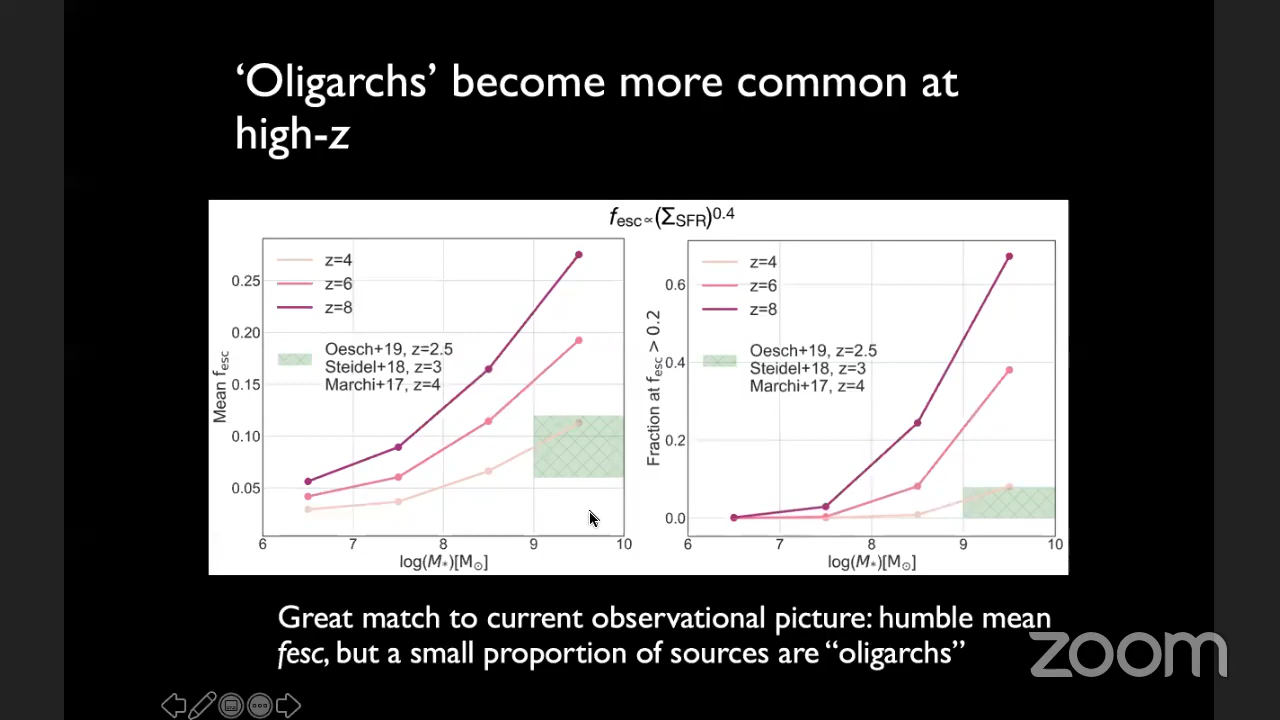 ‘Oligarchs’ become more common at
high-z
fesc∝(ΣSFR)0.4
z=4
z=6
z=8
Oesch+19, z=2.5
Steidel+18, z=3
Marchi+17, z=4
0.25
0.20
0.15
0.10
0.05
Mean fesc
6 7 8 9 10
log(M*)[M⊙]
z=4
z=6
z=8
Oesch+19, z=2.5
Steidel+18, z=3
Marchi+17, z=4
0.6
0.4
0.2
0.0
Fraction at fesc > 0.2
6 7 8 9 10
log(M*)[M⊙]
Great match to current observational picture: humble mean
fesc, but a small proportion of sources are “oligarchs”
zoom